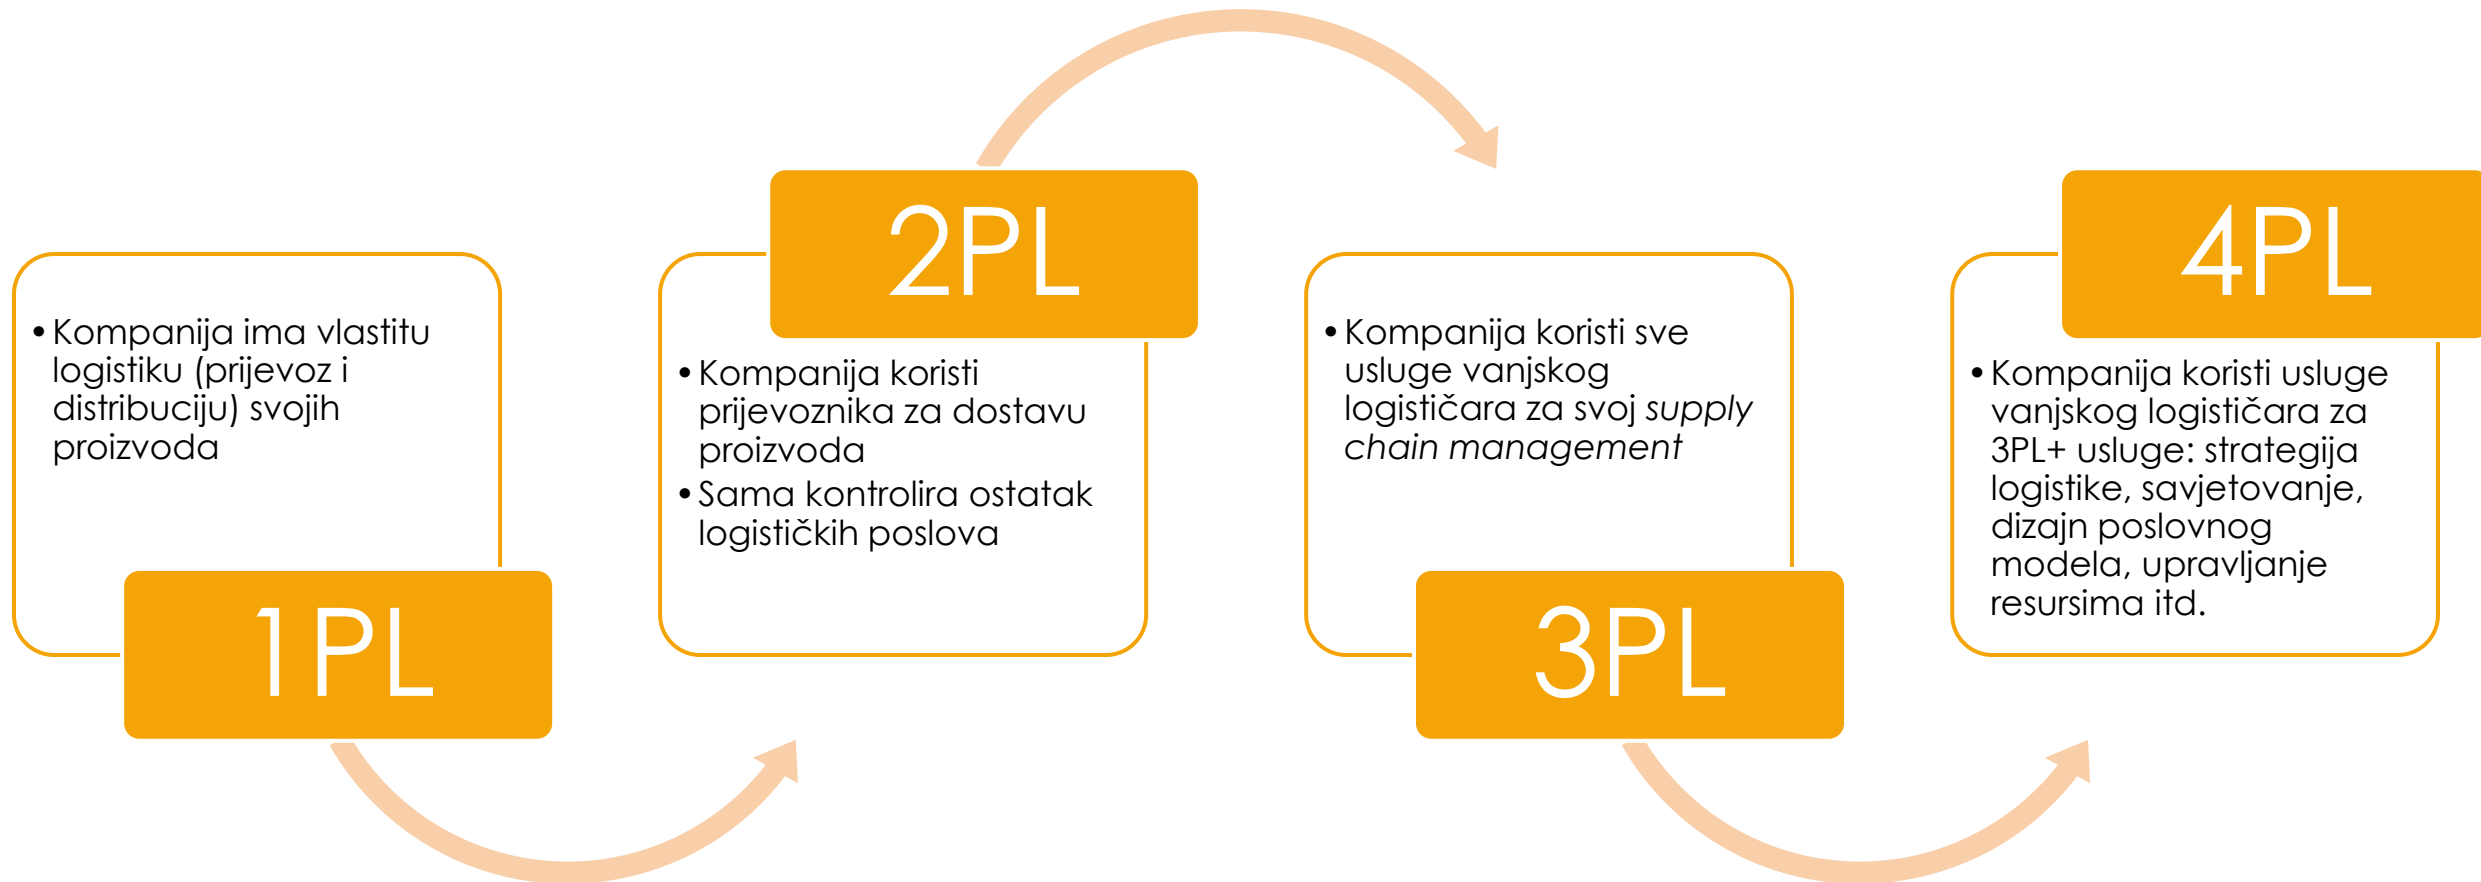 • Kompanija ima vlastitu
logistiku (prijevoz i
distribuciju) svojih
proizvoda
1PL
2PL
• Kompanija koristi
prijevoznika za dostavu
proizvoda
• Sama kontrolira ostatak
logističkih poslova
• Kompanija koristi sve
usluge vanjskog
logističara za svoj supply
chain management
3PL
4PL
• Kompanija koristi usluge
vanjskog logističara za
3PL+ usluge: strategija
logistike, savjetovanje,
dizajn poslovnog
modela, upravljanje
resursima itd.